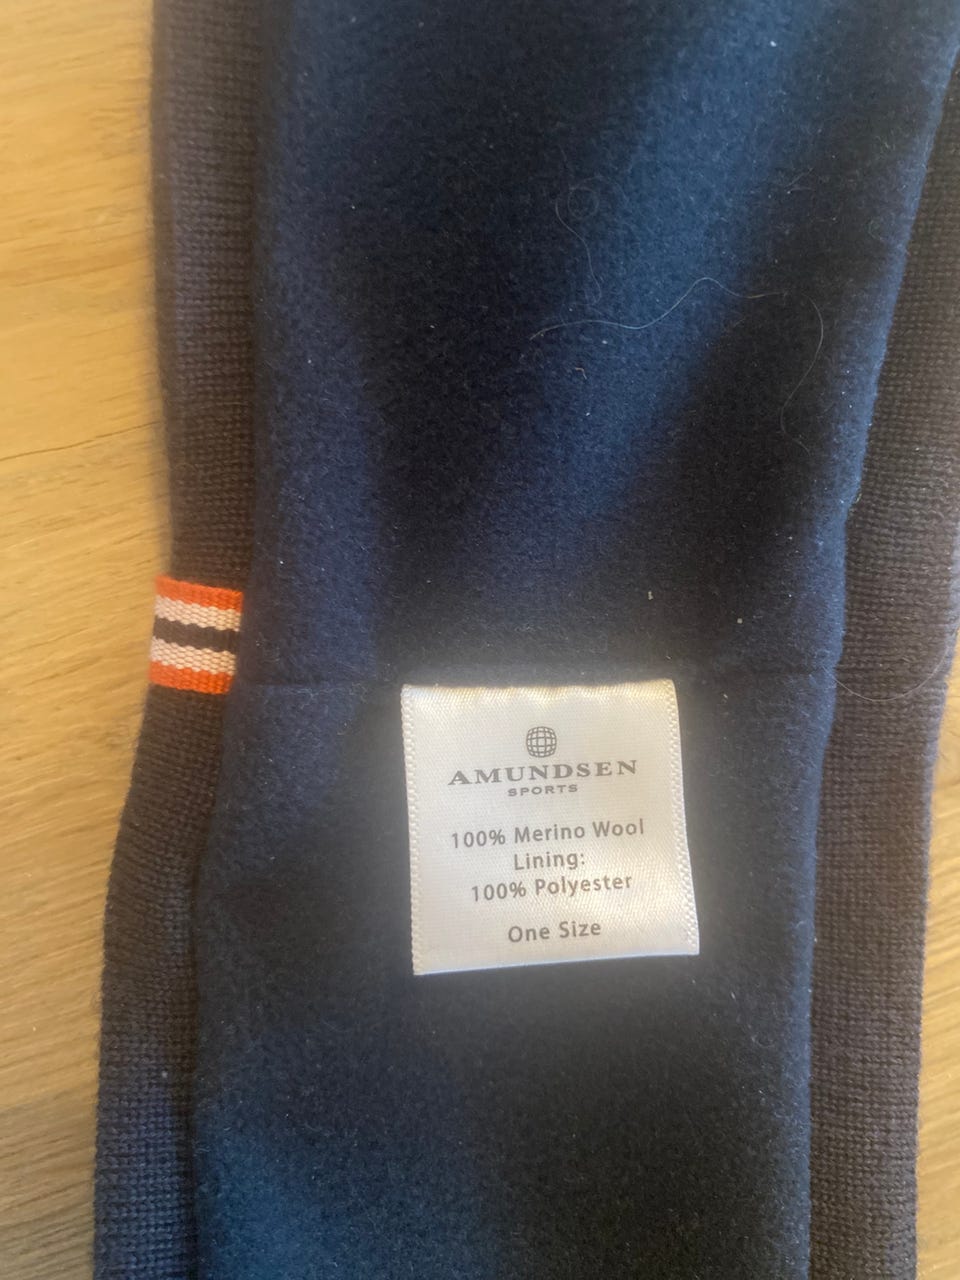 AMUNDSEN
SPORTS
100% Merino Wool
Lining:
100% Polyester
One Size